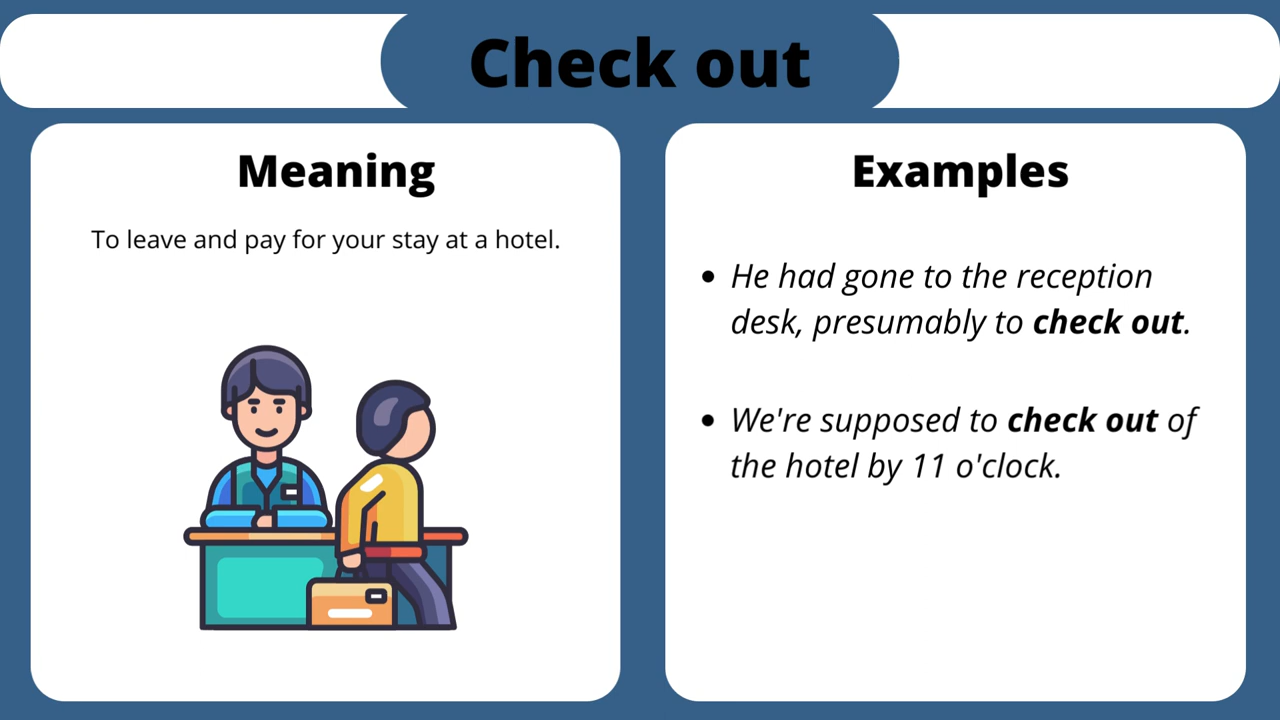 Check out
Meaning
To leave and pay for your stay at a hotel.
Examples
• He had gone to the reception
desk, presumably to check out.
• We're supposed to check out of
the hotel by 11 o'clock.